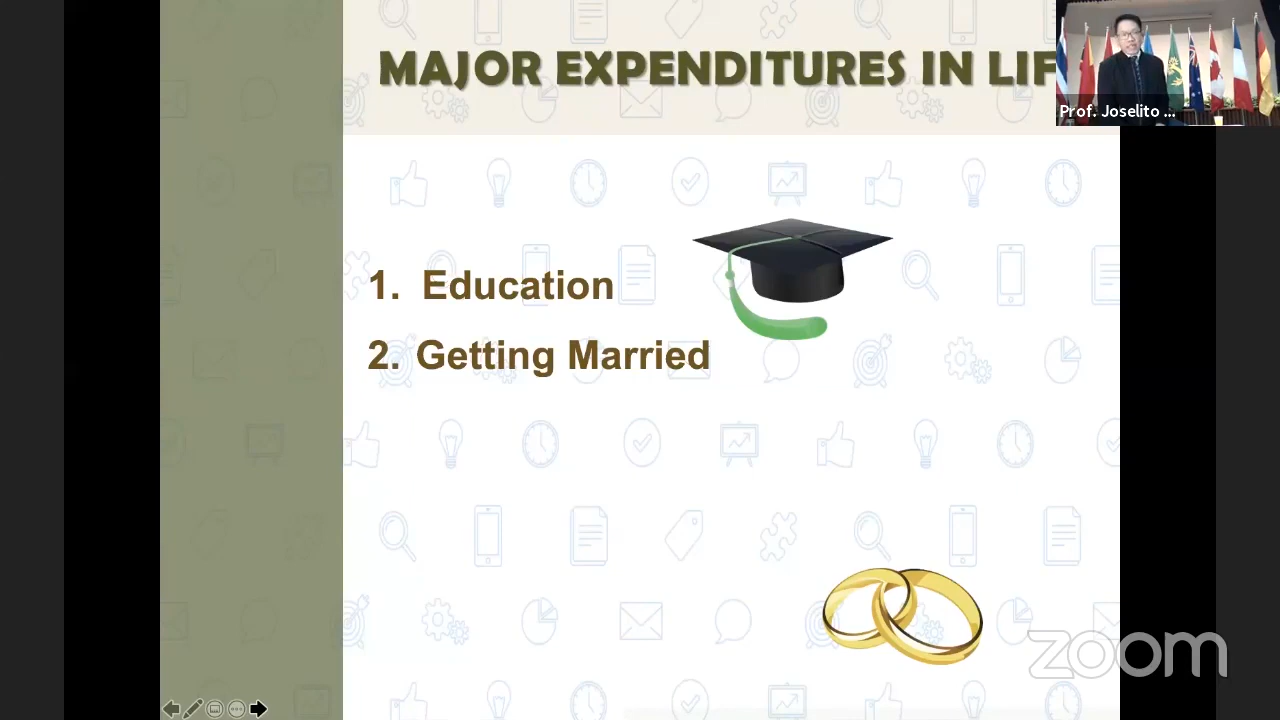 MAJOR EXPENDITURES IN LIF
Prof. Joselito ...
1. Education
2. Getting Married
zoom